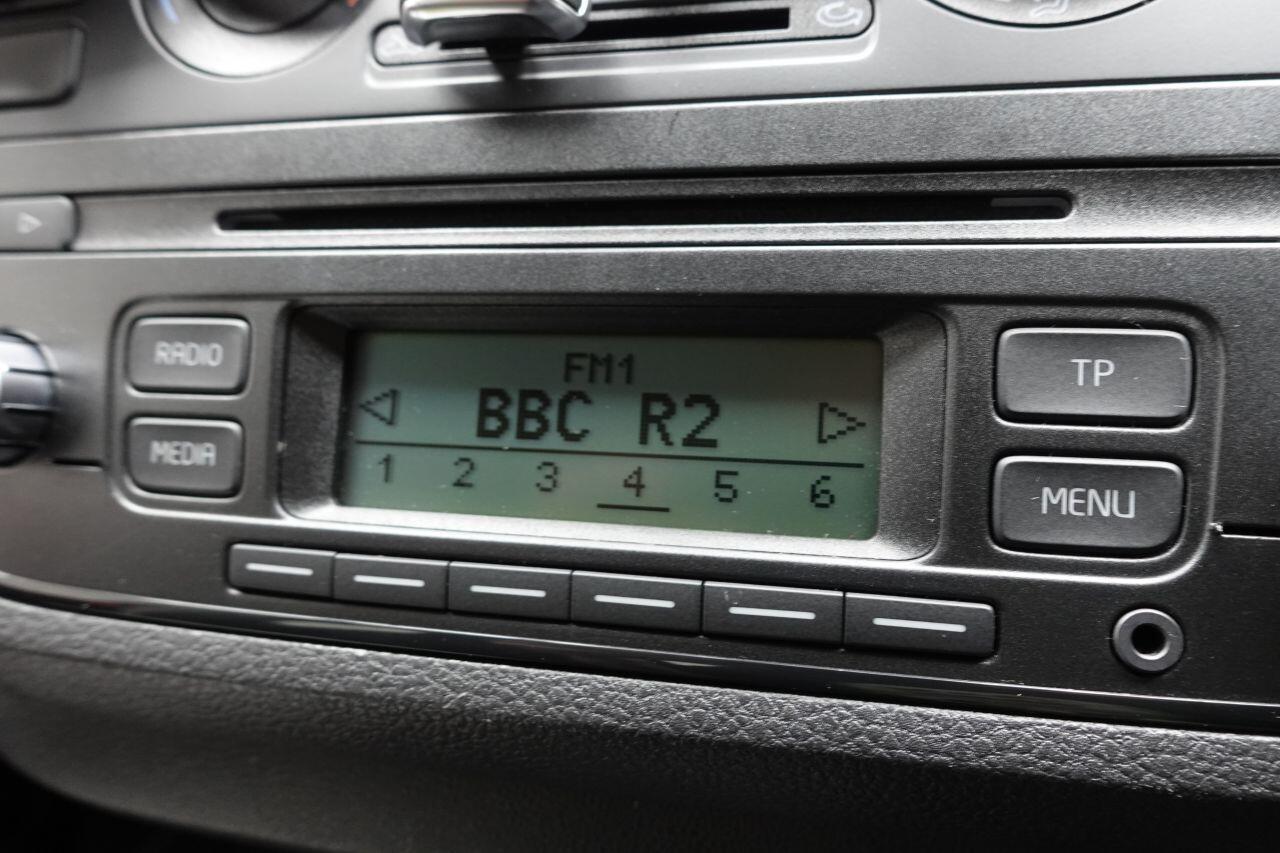 RADIO
MEDIA
FM1
BBC R2
1 2 3 4 5 6
TP
MENU